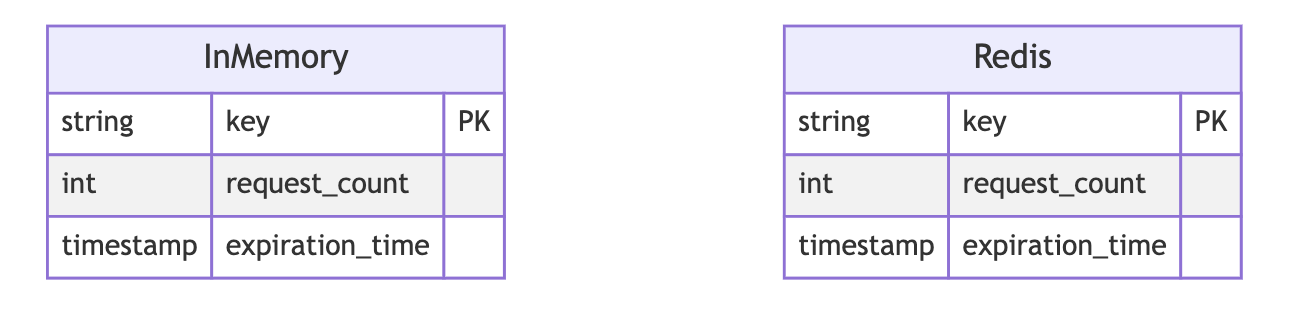 InMemory
string key PK
int request_count
timestamp expiration_time
Redis
string key PK
int request_count
timestamp expiration_time